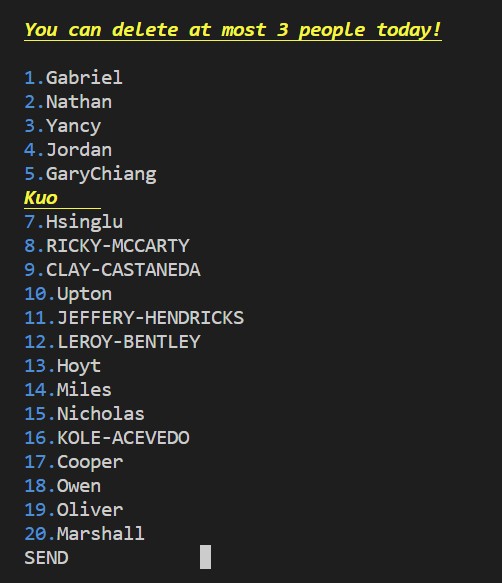 You can delete at most 3 people today!
1.Gabriel
2.Nathan
3.Yancy
4.Jordan
5.GaryChiang
Kuo
7.Hsinglu
8.RICKY-MCCARTY
9.CLAY-CASTANEDA
10.Upton
11.JEFFERY-HENDRICKS
12.LEROY-BENTLEY
13.Hoyt
14.Miles
15.Nicholas
16.KOLE-ACEVEDO
17.Cooper
18.Owen
19.Oliver
20.Marshall
SEND